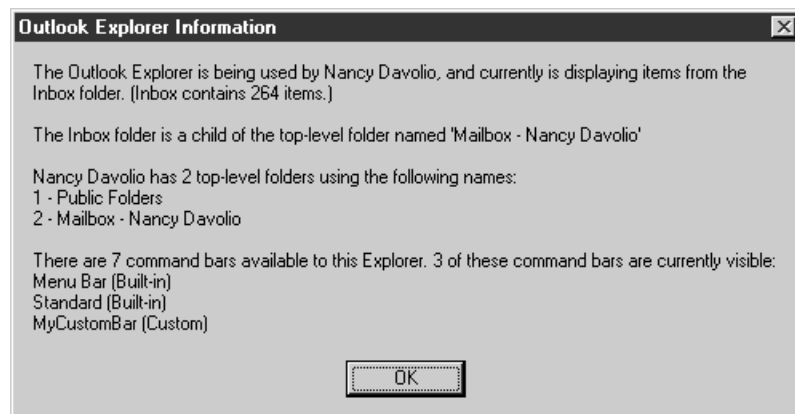 Outlook Explorer Information
The Outlook Explorer is being used by Nancy Davolio, and currently is displaying items from the
Inbox folder. (Inbox contains 264 items.)
The Inbox folder is a child of the top-level folder named 'Mailbox - Nancy Davolio'
Nancy Davolio has 2 top-level folders using the following names:
1 - Public Folders
2 - Mailbox - Nancy Davolio
There are 7 command bars available to this Explorer. 3 of these command bars are currently visible:
Menu Bar (Built-in)
Standard (Built-in)
MyCustomBar (Custom)
OK